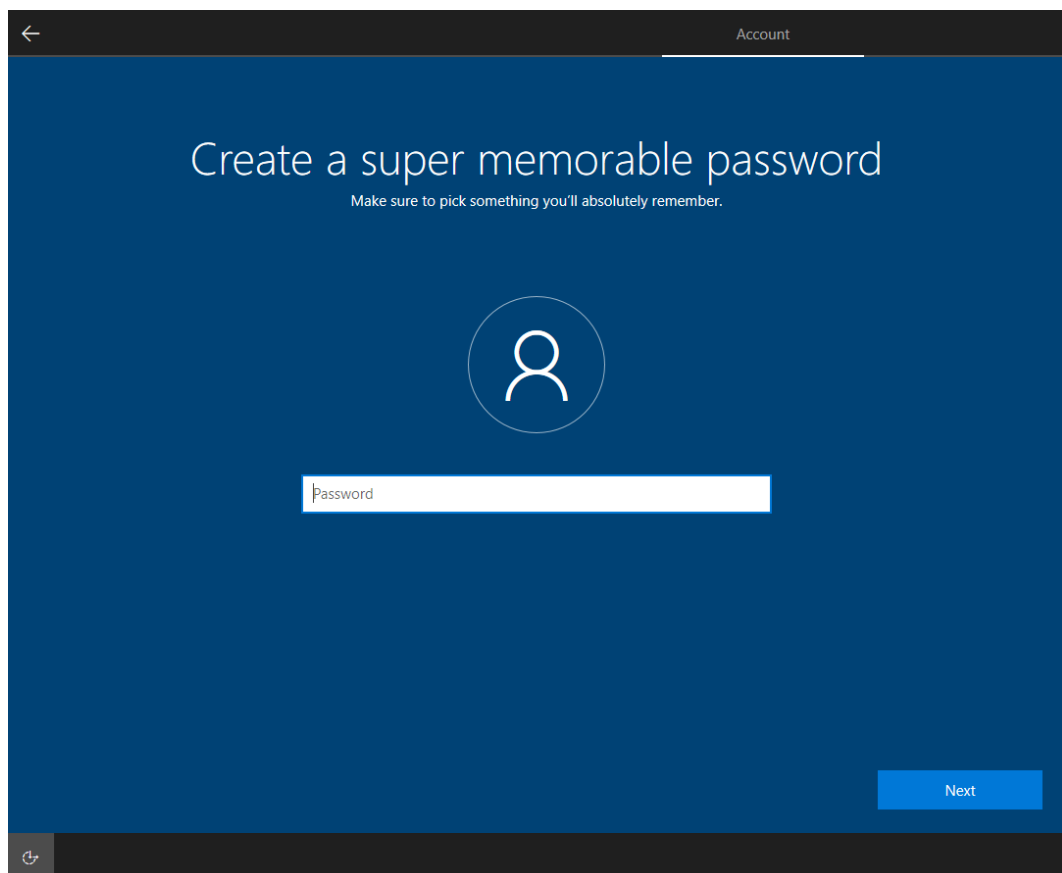 Account
Create a super memorable password
Make sure to pick something you'll absolutely remember.
Password
Next